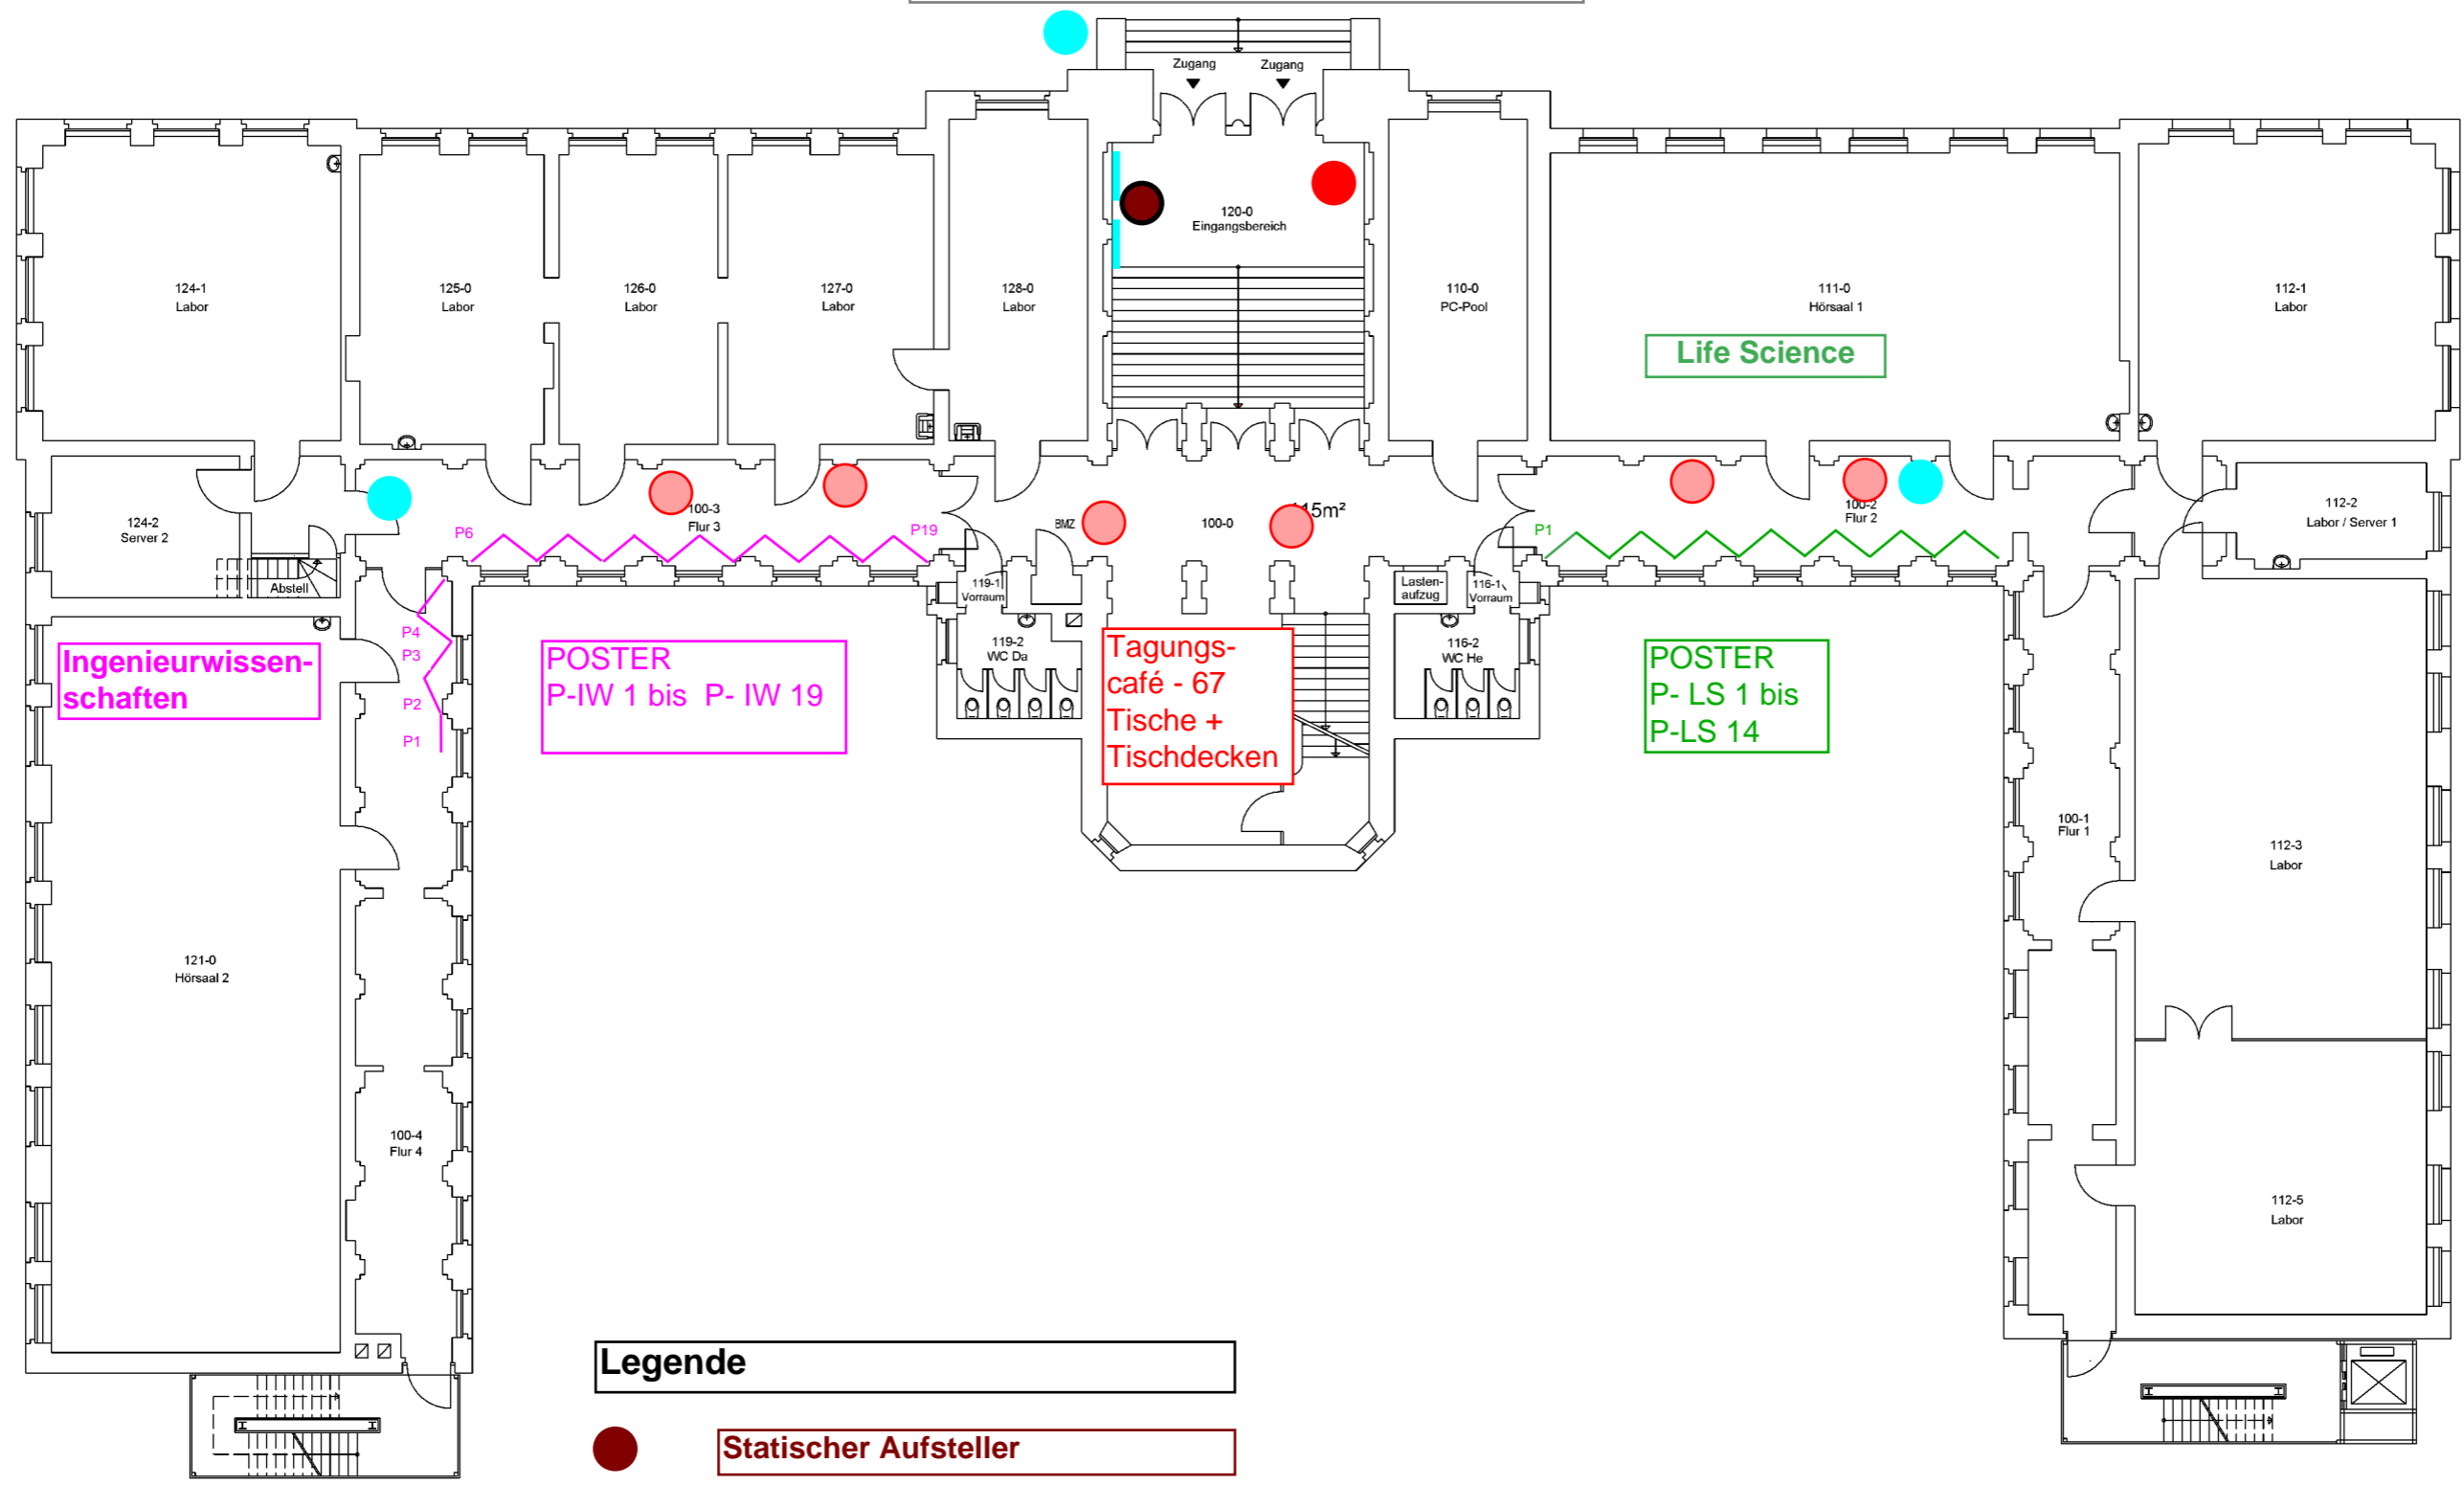 Zugang
Zugang
120-0
Eingangsbereich
124-1
Labor
125-0
Labor
126-0
Labor
127-0
Labor
128-0
Labor
110-0
PC-Pool
111-0
Hörsaal 1
112-1
Labor
Life Science
124-2
Server 2
Abstell
P6
100-3
Flur 3
P19
BMZ
100-0
15m²
P1
100-2
Flur 2
112-2
Labor / Server 1
119-1
Vorraum
Lasten-
aufzug
116-1
Vorraum
119-2
WC Da
116-2
WC He
P4
P3
P2
P1
Ingenieurwissen-
schaften
POSTER
P-IW 1 bis P- IW 19
Tagungs-
café - 67
Tische +
Tischdecken
POSTER
P- LS 1 bis
P-LS 14
100-1
Flur 1
112-3
Labor
121-0
Hörsaal 2
100-4
Flur 4
112-5
Labor
Legende
Statischer Aufsteller